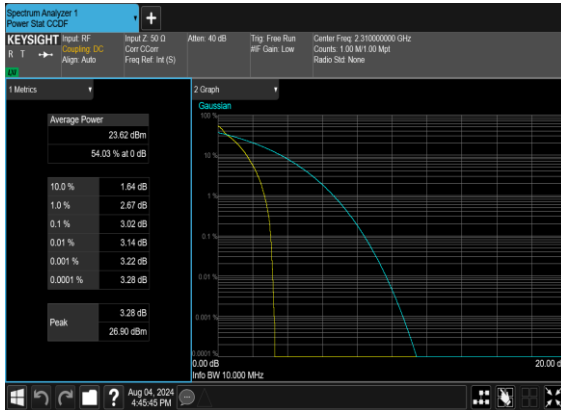 Spectrum Analyzer 1
Power Stat CCDF
+
KEYSIGHT
R T
LXI
Input: RF
Coupling: DC
Align: Auto
Input Z: 50 Ω
Corr CCorr
Freq Ref: Int (S)
Atten: 40 dB
Trig: Free Run
#IF Gain: Low
Center Freq: 2.310000000 GHz
Counts: 1.00 M/1.00 Mpt
Radio Std: None
1 Metrics
Average Power
23.62 dBm
54.03 % at 0 dB
10.0 % 1.64 dB
1.0 % 2.67 dB
0.1 % 3.02 dB
0.01 % 3.14 dB
0.001 % 3.22 dB
0.0001 % 3.28 dB
Peak
3.28 dB
26.90 dBm
2 Graph
Gaussian
100 %
10 %
1 %
0.1 %
0.01 %
0.001 %
0.0001 %
0.00 dB
20.00 d
Info BW 10.000 MHz
?
Aug 04, 2024
4:45:45 PM